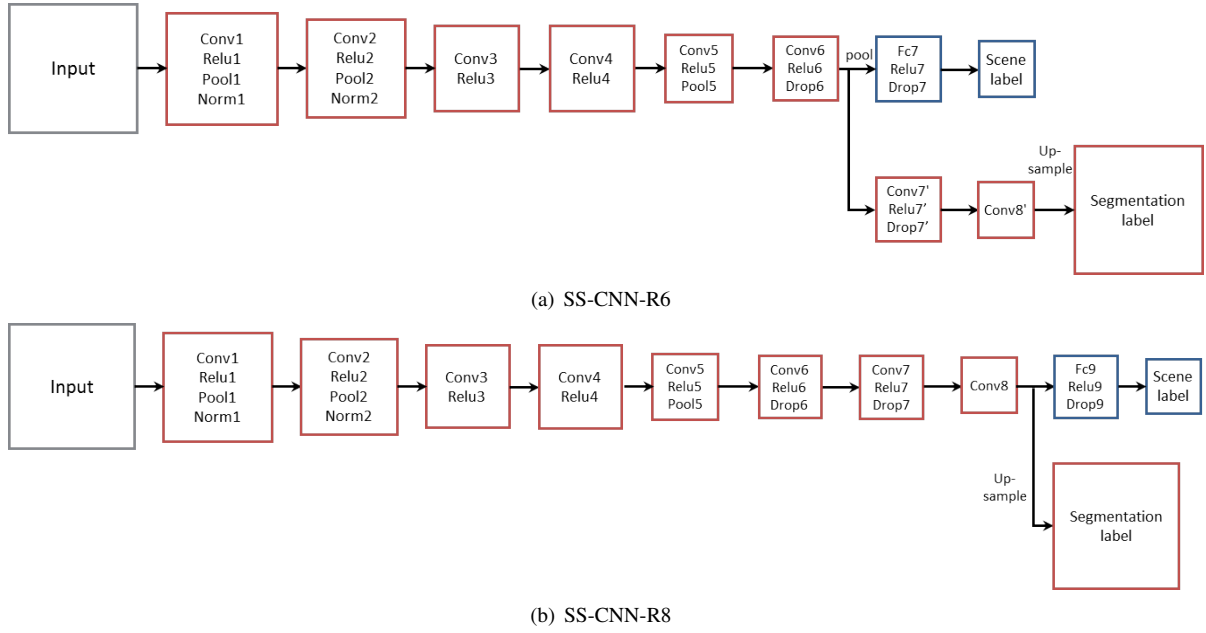 Input
Conv1
Relu1
Pool1
Norm1
Conv2
Relu2
Pool2
Norm2
Conv3
Relu3
Conv4
Relu4
Conv5
Relu5
Pool5
Conv6
Relu6
Drop6
pool
Fc7
Relu7
Drop7
Scene
label
Conv7'
Relu7’
Drop7’
Conv8'
Up-
sample
Segmentation
label
(a) SS-CNN-R6
Input
Conv1
Relu1
Pool1
Norm1
Conv2
Relu2
Pool2
Norm2
Conv3
Relu3
Conv4
Relu4
Conv5
Relu5
Pool5
Conv6
Relu6
Drop6
Conv7
Relu7
Drop7
Conv8
Fc9
Relu9
Drop9
Scene
label
Up-
sample
Segmentation
label
(b) SS-CNN-R8